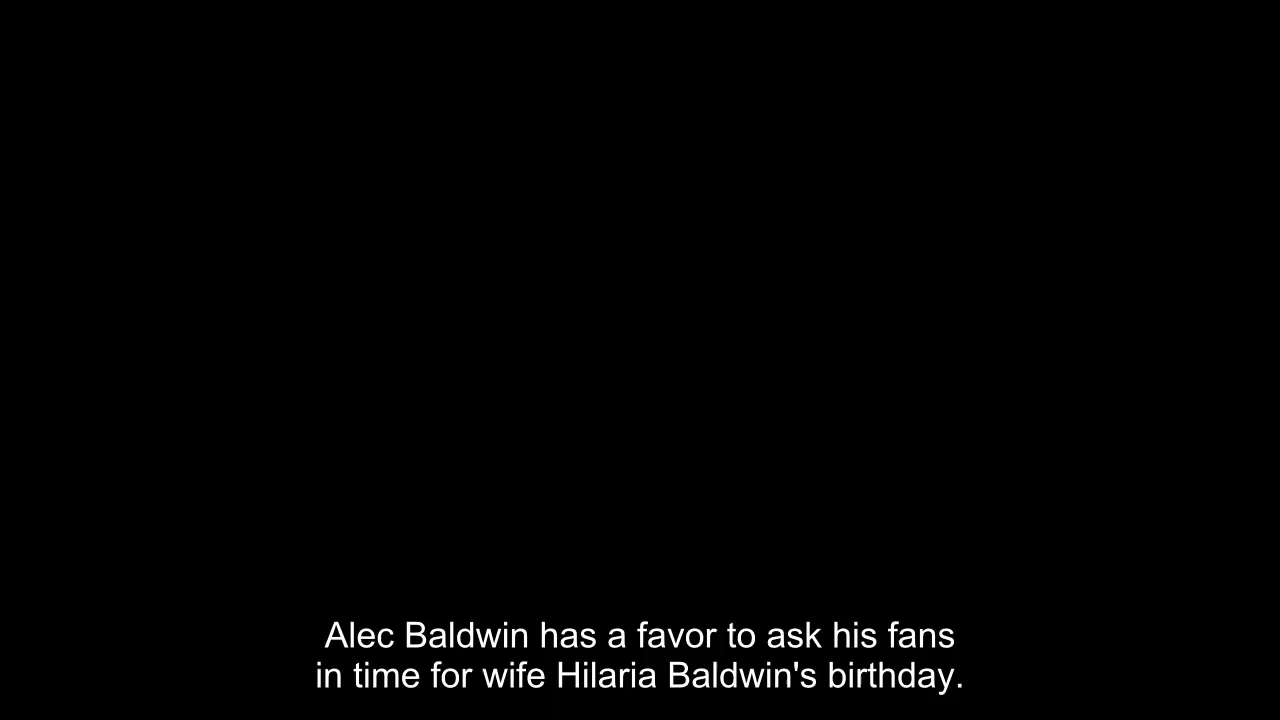 Alec Baldwin has a favor to ask his fans
in time for wife Hilaria Baldwin's birthday.